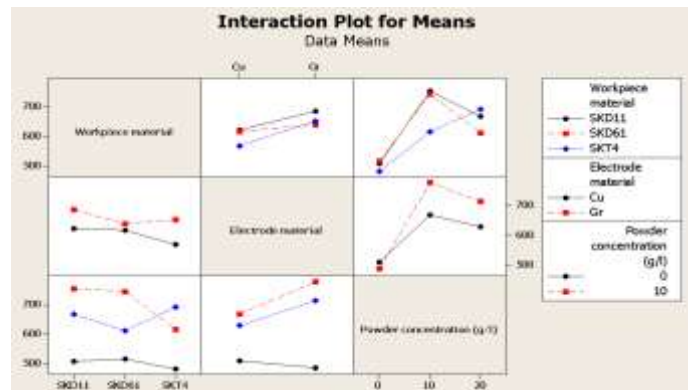 Interaction Plot for Means
Data Means
Cu Gr
700
600
500
Workpiece material
Workpiece
material
SKD11
SKD61
SKT4
Electrode material
700
600
500
Electrode
material
Cu
Gr
700
600
500
Powder concentration (g/l)
Powder
concentration
(g/l)
0
10
SKD11 SKD61 SKT4
0 10 20